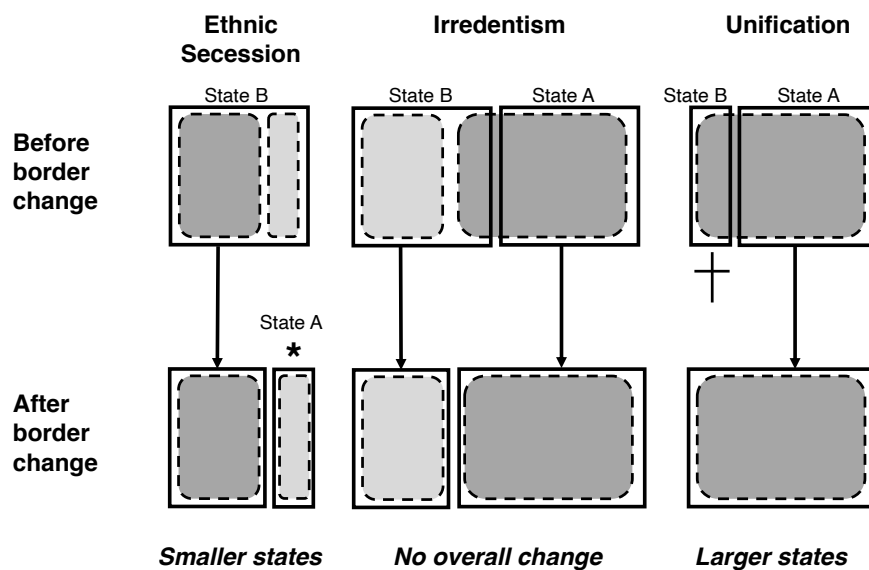 Ethnic
Secession
Irredentism
Unification
State B
State B
State A
State B
State A
Before
border
change
State A
*
After
border
change
Smaller states
No overall change
Larger states